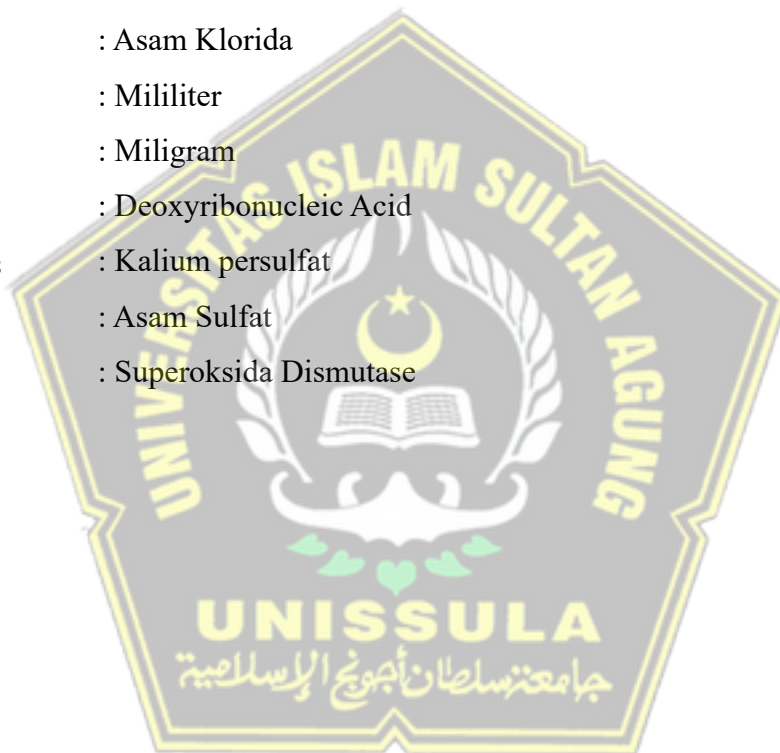 : Asam Klorida
: Mililiter
: Miligram
: Deoxyribonucleic Acid
: Kalium persulfat
: Asam Sulfat
: Superoksida Dismutase
UNIVERSITAS ISLAM SULTAN AGUNG
UNISSULA
جامعة سلطان أجونج الإسلامية